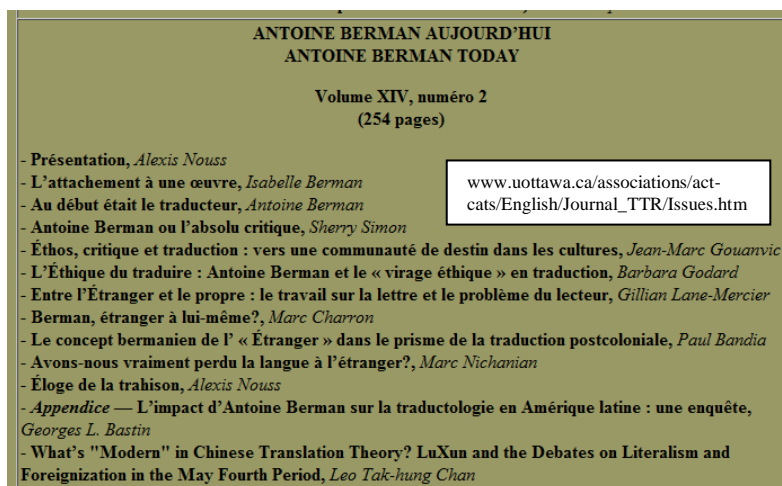 ANTOINE BERMAN AUJOURD'HUI
ANTOINE BERMAN TODAY
Volume XIV, numéro 2
(254 pages)
- Présentation, Alexis Nouss
- L'attachement à une œuvre, Isabelle Berman
- Au début était le traducteur, Antoine Berman
- Antoine Berman ou l'absolu critique, Sherry Simon
www.uottawa.ca/associations/act-
cats/English/Journal_TTR/Issues.htm
- Éthos, critique et traduction : vers une communauté de destin dans les cultures, Jean-Marc Gouanvic
- L'Éthique du traduire : Antoine Berman et le « virage éthique » en traduction, Barbara Godard
- Entre l'Étranger et le propre : le travail sur la lettre et le problème du lecteur, Gillian Lane-Mercier
- Berman, étranger à lui-même?, Marc Charron
- Le concept bermanien de l' « Étranger » dans le prisme de la traduction postcoloniale, Paul Bandia
- Avons-nous vraiment perdu la langue à l'étranger?, Marc Nichanian
- Éloge de la trahison, Alexis Nouss
- Appendice — L'impact d'Antoine Berman sur la traductologie en Amérique latine : une enquête,
Georges L. Bastin
- What's "Modern" in Chinese Translation Theory? LuXun and the Debates on Literalism and
Foreignization in the May Fourth Period, Leo Tak-hung Chan